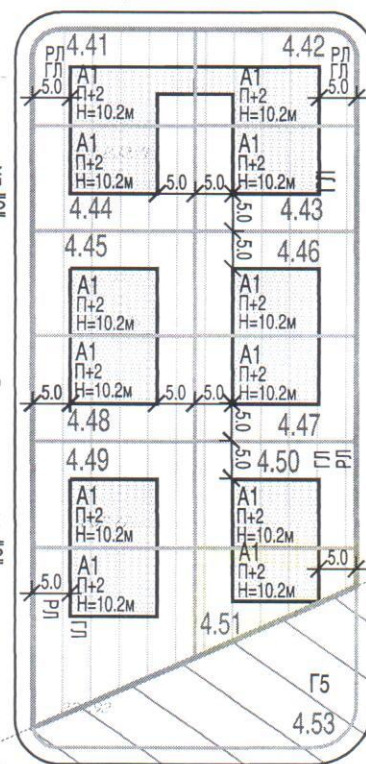 4.41
4.42
РЛ
ГЛ
РЛ
ГЛ
5.0
5.0
А1
П+2
Н=10.2м
А1
П+2
Н=10.2м
А1
П+2
Н=10.2м
А1
П+2
Н=10.2м
ГЛ
5.0
5.0
4.44
4.43
5.0
5.0
4.45
4.46
А1
П+2
Н=10.2м
А1
П+2
Н=10.2м
А1
П+2
Н=10.2м
А1
П+2
Н=10.2м
5.0
5.0
5.0
4.48
4.47
5.0
5.0
4.49
4.50
ГЛ
РЛ
А1
П+2
Н=10.2м
А1
П+2
Н=10.2м
А1
П+2
Н=10.2м
А1
П+2
Н=10.2м
5.0
5.0
РЛ
ГЛ
4.51
Г5
4.53